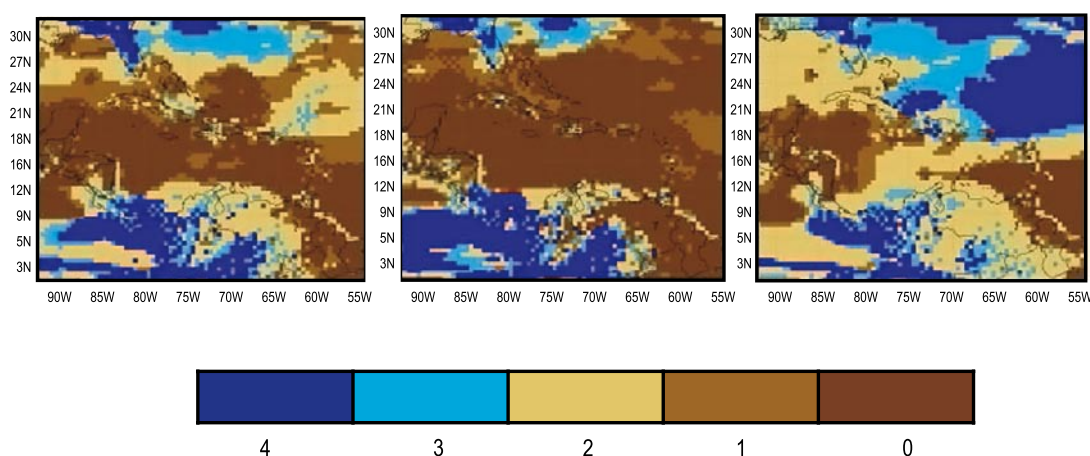 30N 30N 30N
27N 27N 27N
24N 24N 24N
21N 21N 21N
18N 18N 18N
16N 16N 16N
12N 12N 12N
9N 9N 9N
5N 5N 5N
3N 3N 3N
90W 85W 80W 75W 70W 65W 60W 55W 90W 85W 80W 75W 70W 65W 60W 55W 90W 85W 80W 75W 70W 65W 60W 55W
4 3 2 1 0